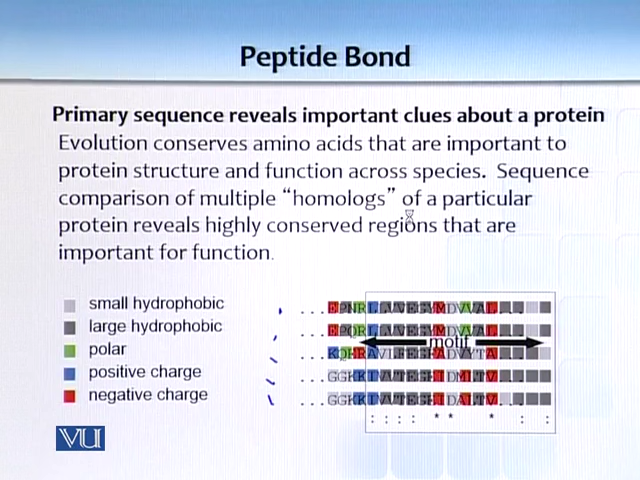 Peptide Bond
Primary sequence reveals important clues about a protein
Evolution conserves amino acids that are important to
protein structure and function across species. Sequence
comparison of multiple “homologs” of a particular
protein reveals highly conserved regions that are
important for function.
small hydrophobic
large hydrophobic
polar
positive charge
negative charge
motif
VU